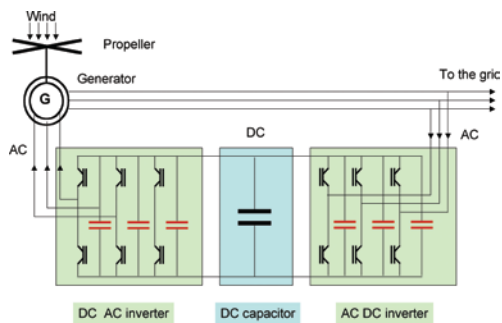 Wind
Propeller
Generator
G
To the gric
AC
DC
AC
DC AC inverter
DC capacitor
AC DC inverter